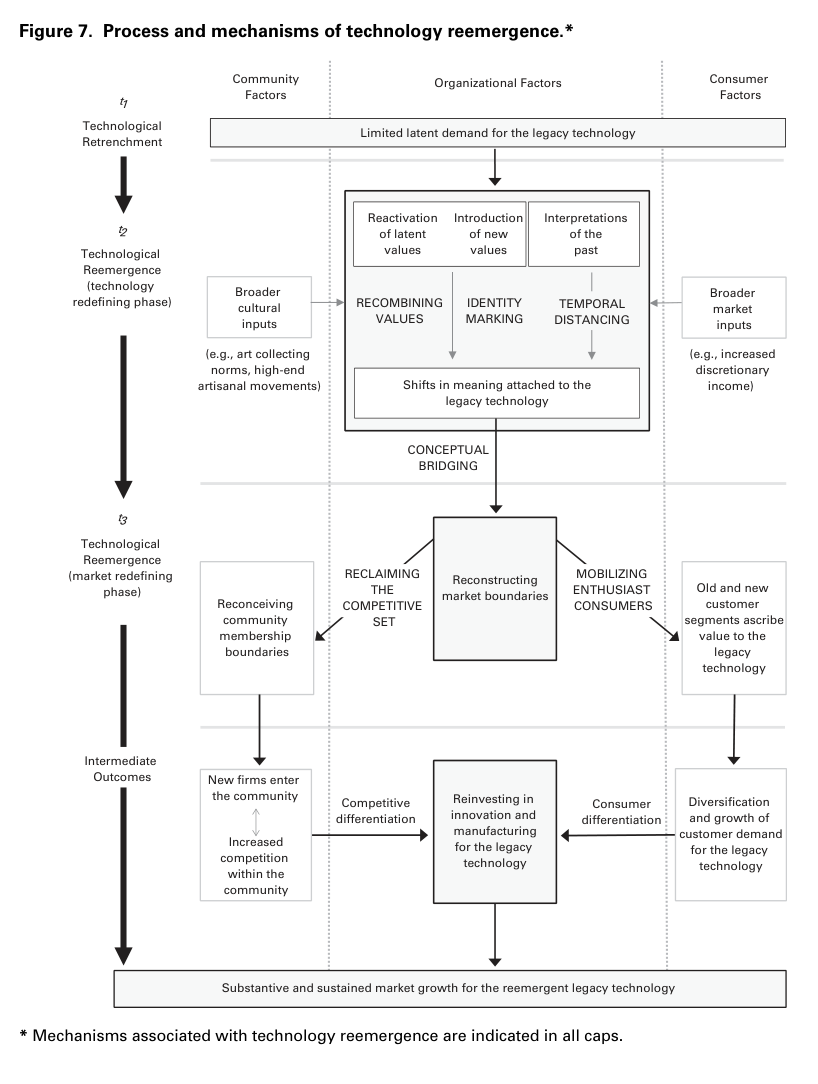 Figure 7. Process and mechanisms of technology reemergence.*
Community
Factors
Organizational Factors
Consumer
Factors
t1
Technological
Retrenchment
Limited latent demand for the legacy technology
t2
Technological
Reemergence
(technology
redefining phase)
Reactivation
of latent
values
Introduction
of new
values
Interpretations
of the
past
Broader
cultural
inputs
(e.g., art collecting
norms, high-end
artisanal movements)
RECOMBINING
VALUES
IDENTITY
MARKING
TEMPORAL
DISTANCING
Broader
market
inputs
(e.g., increased
discretionary
income)
Shifts in meaning attached to the
legacy technology
CONCEPTUAL
BRIDGING
t3
Technological
Reemergence
(market redefining
phase)
Reconceiving
community
membership
boundaries
RECLAIMING
THE
COMPETITIVE
SET
Reconstructing
market boundaries
MOBILIZING
ENTHUSIAST
CONSUMERS
Old and new
customer
segments ascribe
value to the
legacy
technology
Intermediate
Outcomes
New firms enter
the community
Increased
competition
within the
community
Competitive
differentiation
Reinvesting in
innovation and
manufacturing
for the legacy
technology
Consumer
differentiation
Diversification
and growth of
customer demand
for the legacy
technology
Substantive and sustained market growth for the reemergent legacy technology
* Mechanisms associated with technology reemergence are indicated in all caps.